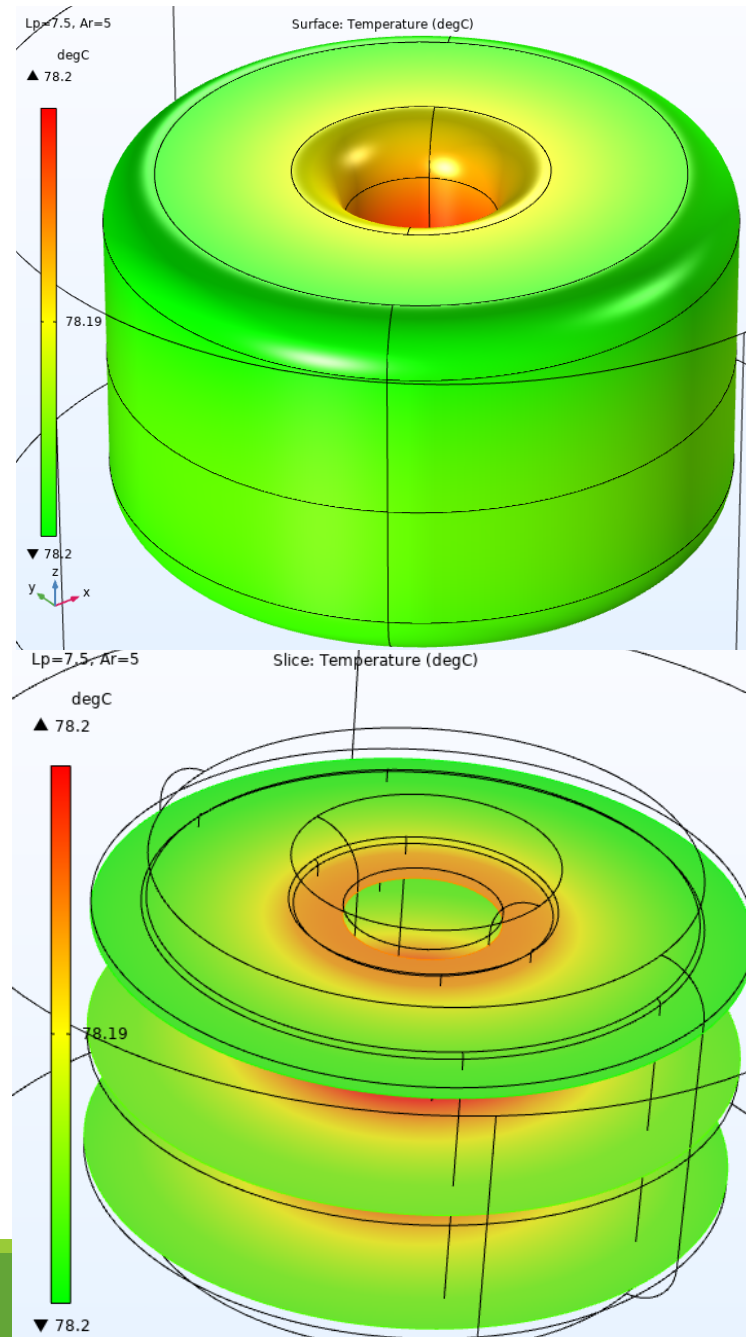 Lp=7.5, Ar=5
Surface: Temperature (degC)
degC
▲ 78.2
78.19
▼ 78.2
z
y
x
Lp=7.5, Ar=5
Slice: Temperature (degC)
degC
▲ 78.2
78.19
▼ 78.2